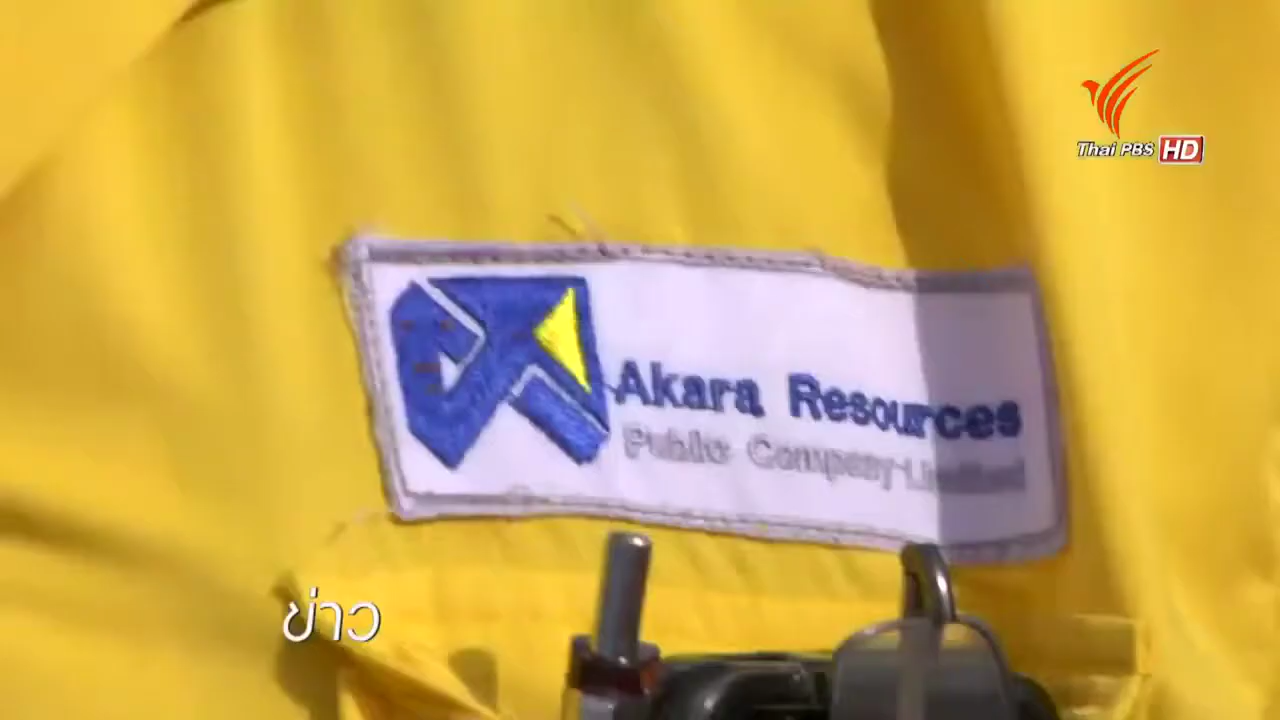 Thai PBS HD
Akara Resources
Public Company Limited
ข่าว